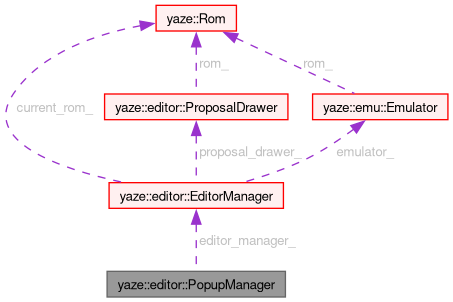 yaze::Rom
rom_
rom_
current_rom_
yaze::editor::ProposalDrawer
yaze::emu::Emulator
proposal_drawer_
emulator_
yaze::editor::EditorManager
editor_manager_
yaze::editor::PopupManager